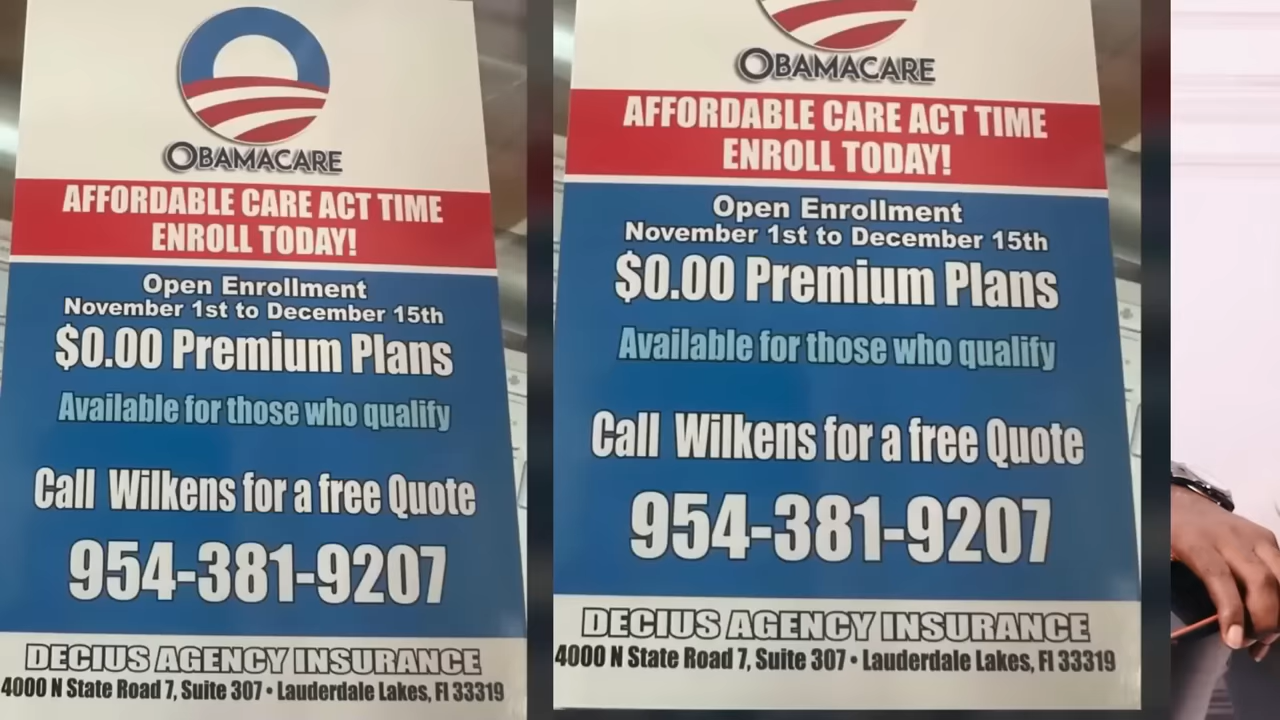 OBAMACARE
AFFORDABLE CARE ACT TIME
ENROLL TODAY!
Open Enrollment
November 1st to December 15th
$0.00 Premium Plans
Available for those who qualify
Call Wilkens for a free Quote
954-381-9207
DECIUS AGENCY INSURANCE
4000 N State Road 7, Suite 307 • Lauderdale Lakes, Fl 33319
OBAMACARE
AFFORDABLE CARE ACT TIME
ENROLL TODAY!
Open Enrollment
November 1st to December 15th
$0.00 Premium Plans
Available for those who qualify
Call Wilkens for a free Quote
954-381-9207
DECIUS AGENCY INSURANCE
4000 N State Road 7, Suite 307 • Lauderdale Lakes, Fl 33319